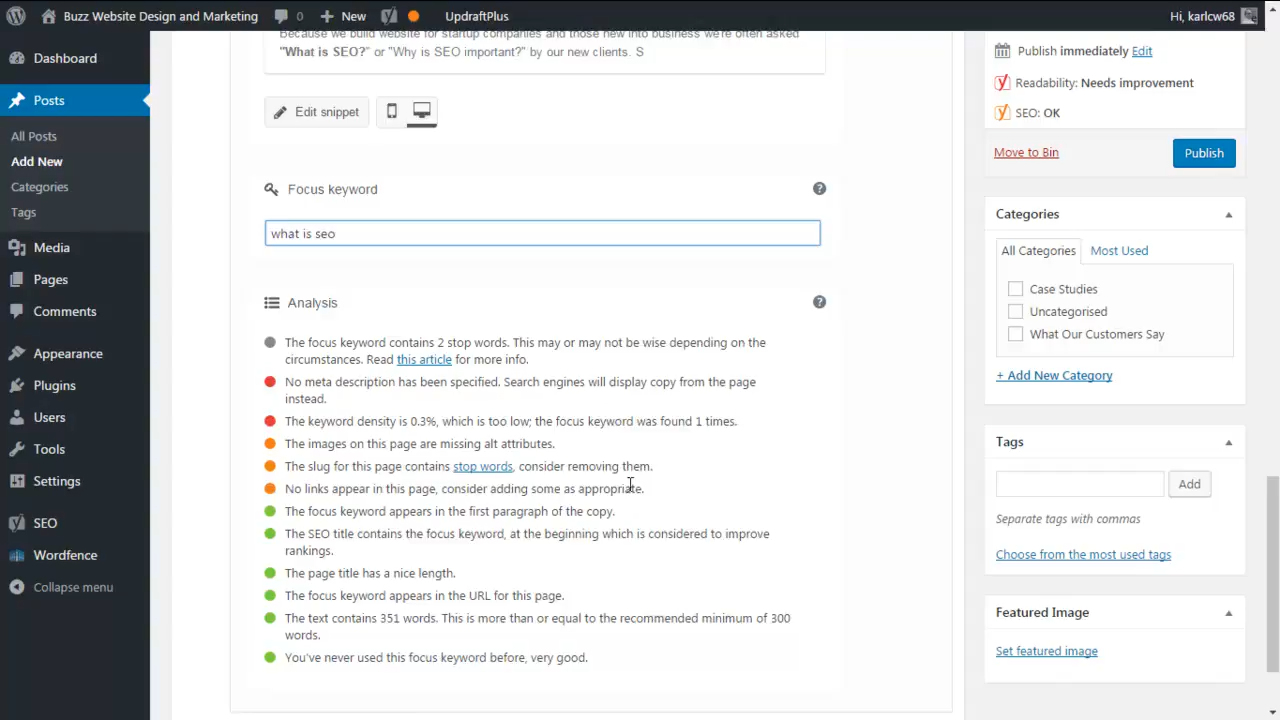 Buzz Website Design and Marketing
0
New
UpdraftPlus
Hi, karlcw68
Dashboard
Posts
All Posts
Add New
Categories
Tags
Media
Pages
Comments
Appearance
Plugins
Users
Tools
Settings
SEO
Wordfence
Collapse menu
Because we build website for startup companies and those new into business we're often asked
"What is SEO?" or "Why is SEO important?" by our new clients. S
Edit snippet
Focus keyword
?
what is seo
Analysis
?
The focus keyword contains 2 stop words. This may or may not be wise depending on the
circumstances. Read this article for more info.
No meta description has been specified. Search engines will display copy from the page
instead.
The keyword density is 0.3%, which is too low; the focus keyword was found 1 times.
The images on this page are missing alt attributes.
The slug for this page contains stop words, consider removing them.
No links appear in this page, consider adding some as appropriate.
The focus keyword appears in the first paragraph of the copy.
The SEO title contains the focus keyword, at the beginning which is considered to improve
rankings.
The page title has a nice length.
The focus keyword appears in the URL for this page.
The text contains 351 words. This is more than or equal to the recommended minimum of 300
words.
You've never used this focus keyword before, very good.
Publish immediately Edit
Readability: Needs improvement
SEO: OK
Move to Bin
Publish
Categories
All Categories
Most Used
Case Studies
Uncategorised
What Our Customers Say
+ Add New Category
Tags
Add
Separate tags with commas
Choose from the most used tags
Featured Image
Set featured image